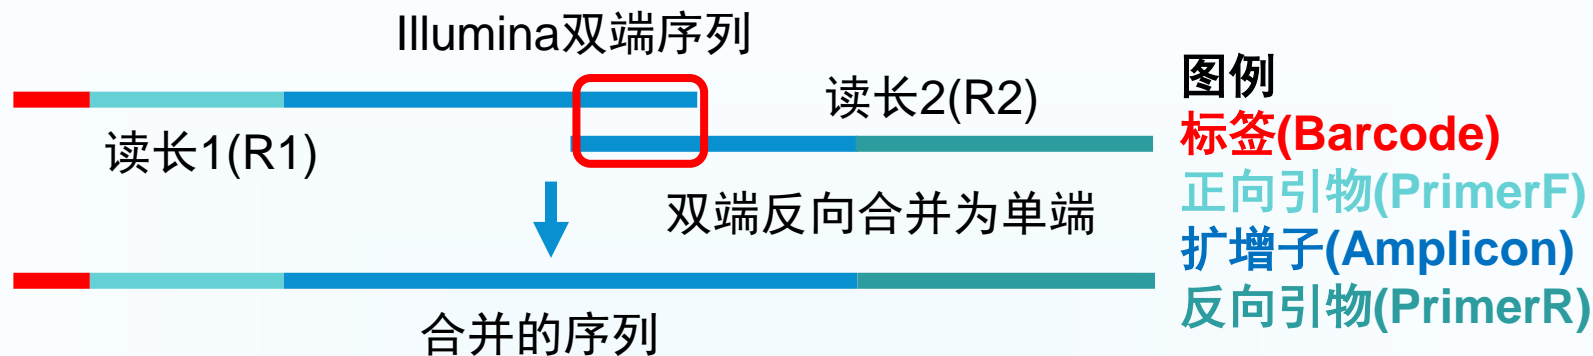 Illumina双端序列
读长1(R1)
读长2(R2)
双端反向合并为单端
合并的序列
图例
标签(Barcode)
正向引物(PrimerF)
扩增子(Amplicon)
反向引物(PrimerR)